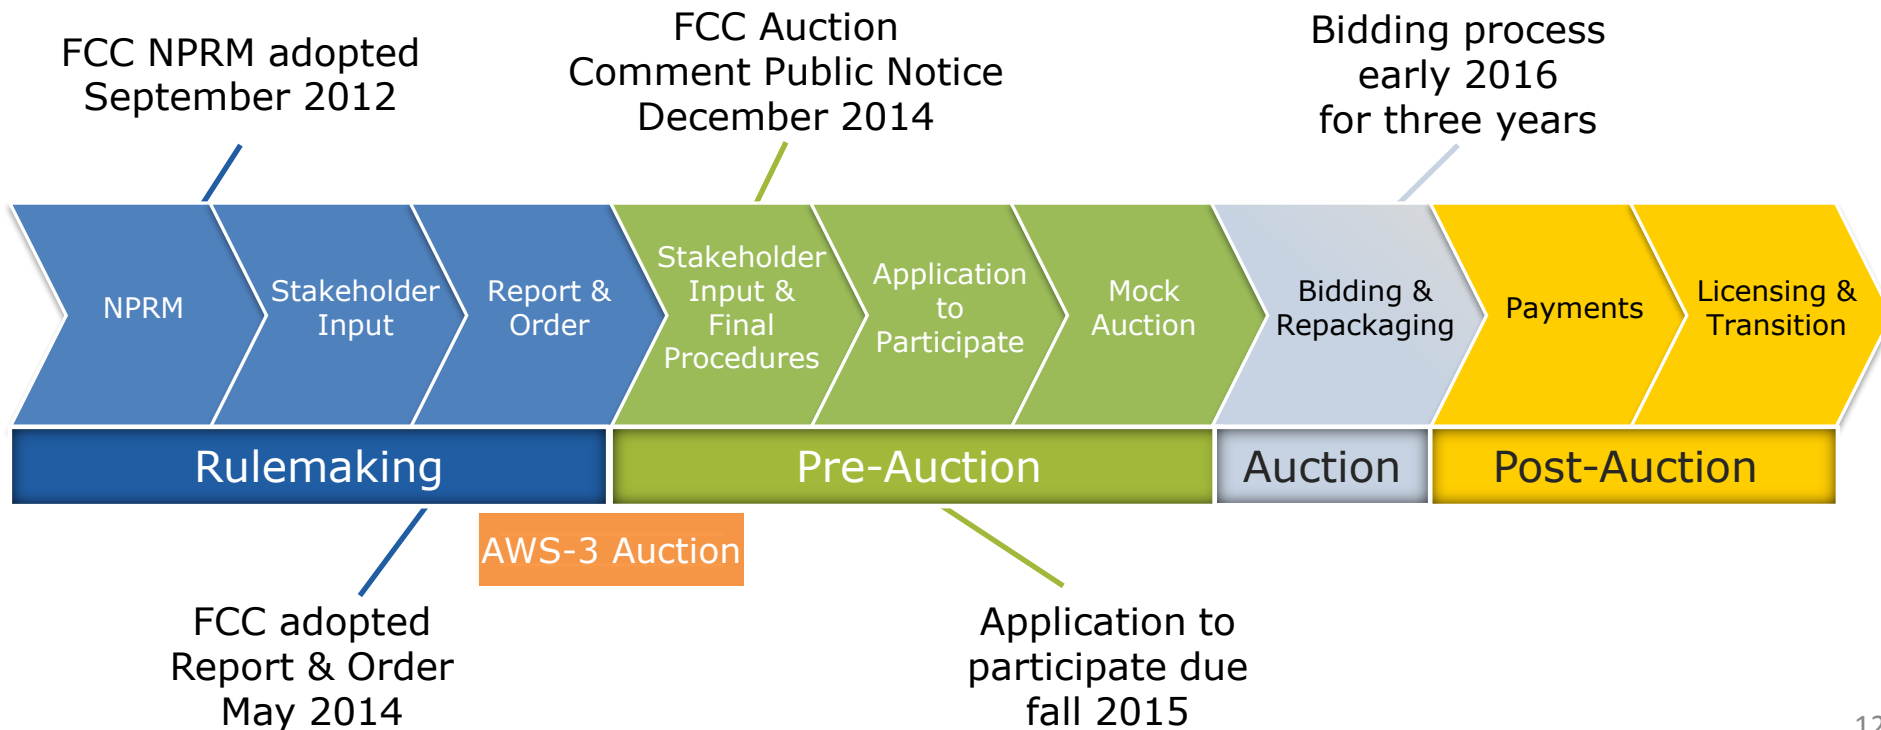 FCC NPRM adopted
September 2012
FCC Auction
Comment Public Notice
December 2014
Bidding process
early 2016
for three years
NPRM
Stakeholder
Input
Report &
Order
Stakeholder
Input &
Final
Procedures
Application
to
Participate
Mock
Auction
Bidding &
Repackaging
Payments
Licensing &
Transition
Rulemaking
Pre-Auction
Auction
Post-Auction
AWS-3 Auction
FCC adopted
Report & Order
May 2014
Application to
participate due
fall 2015
12